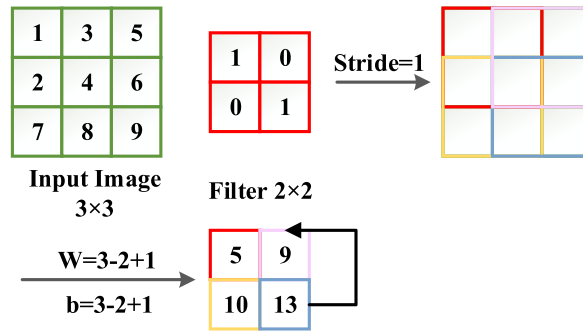 1 3 5
2 4 6
7 8 9
1 0
0 1
Stride=1
Input Image
3×3
Filter 2×2
W=3-2+1
b=3-2+1
5 9
10 13